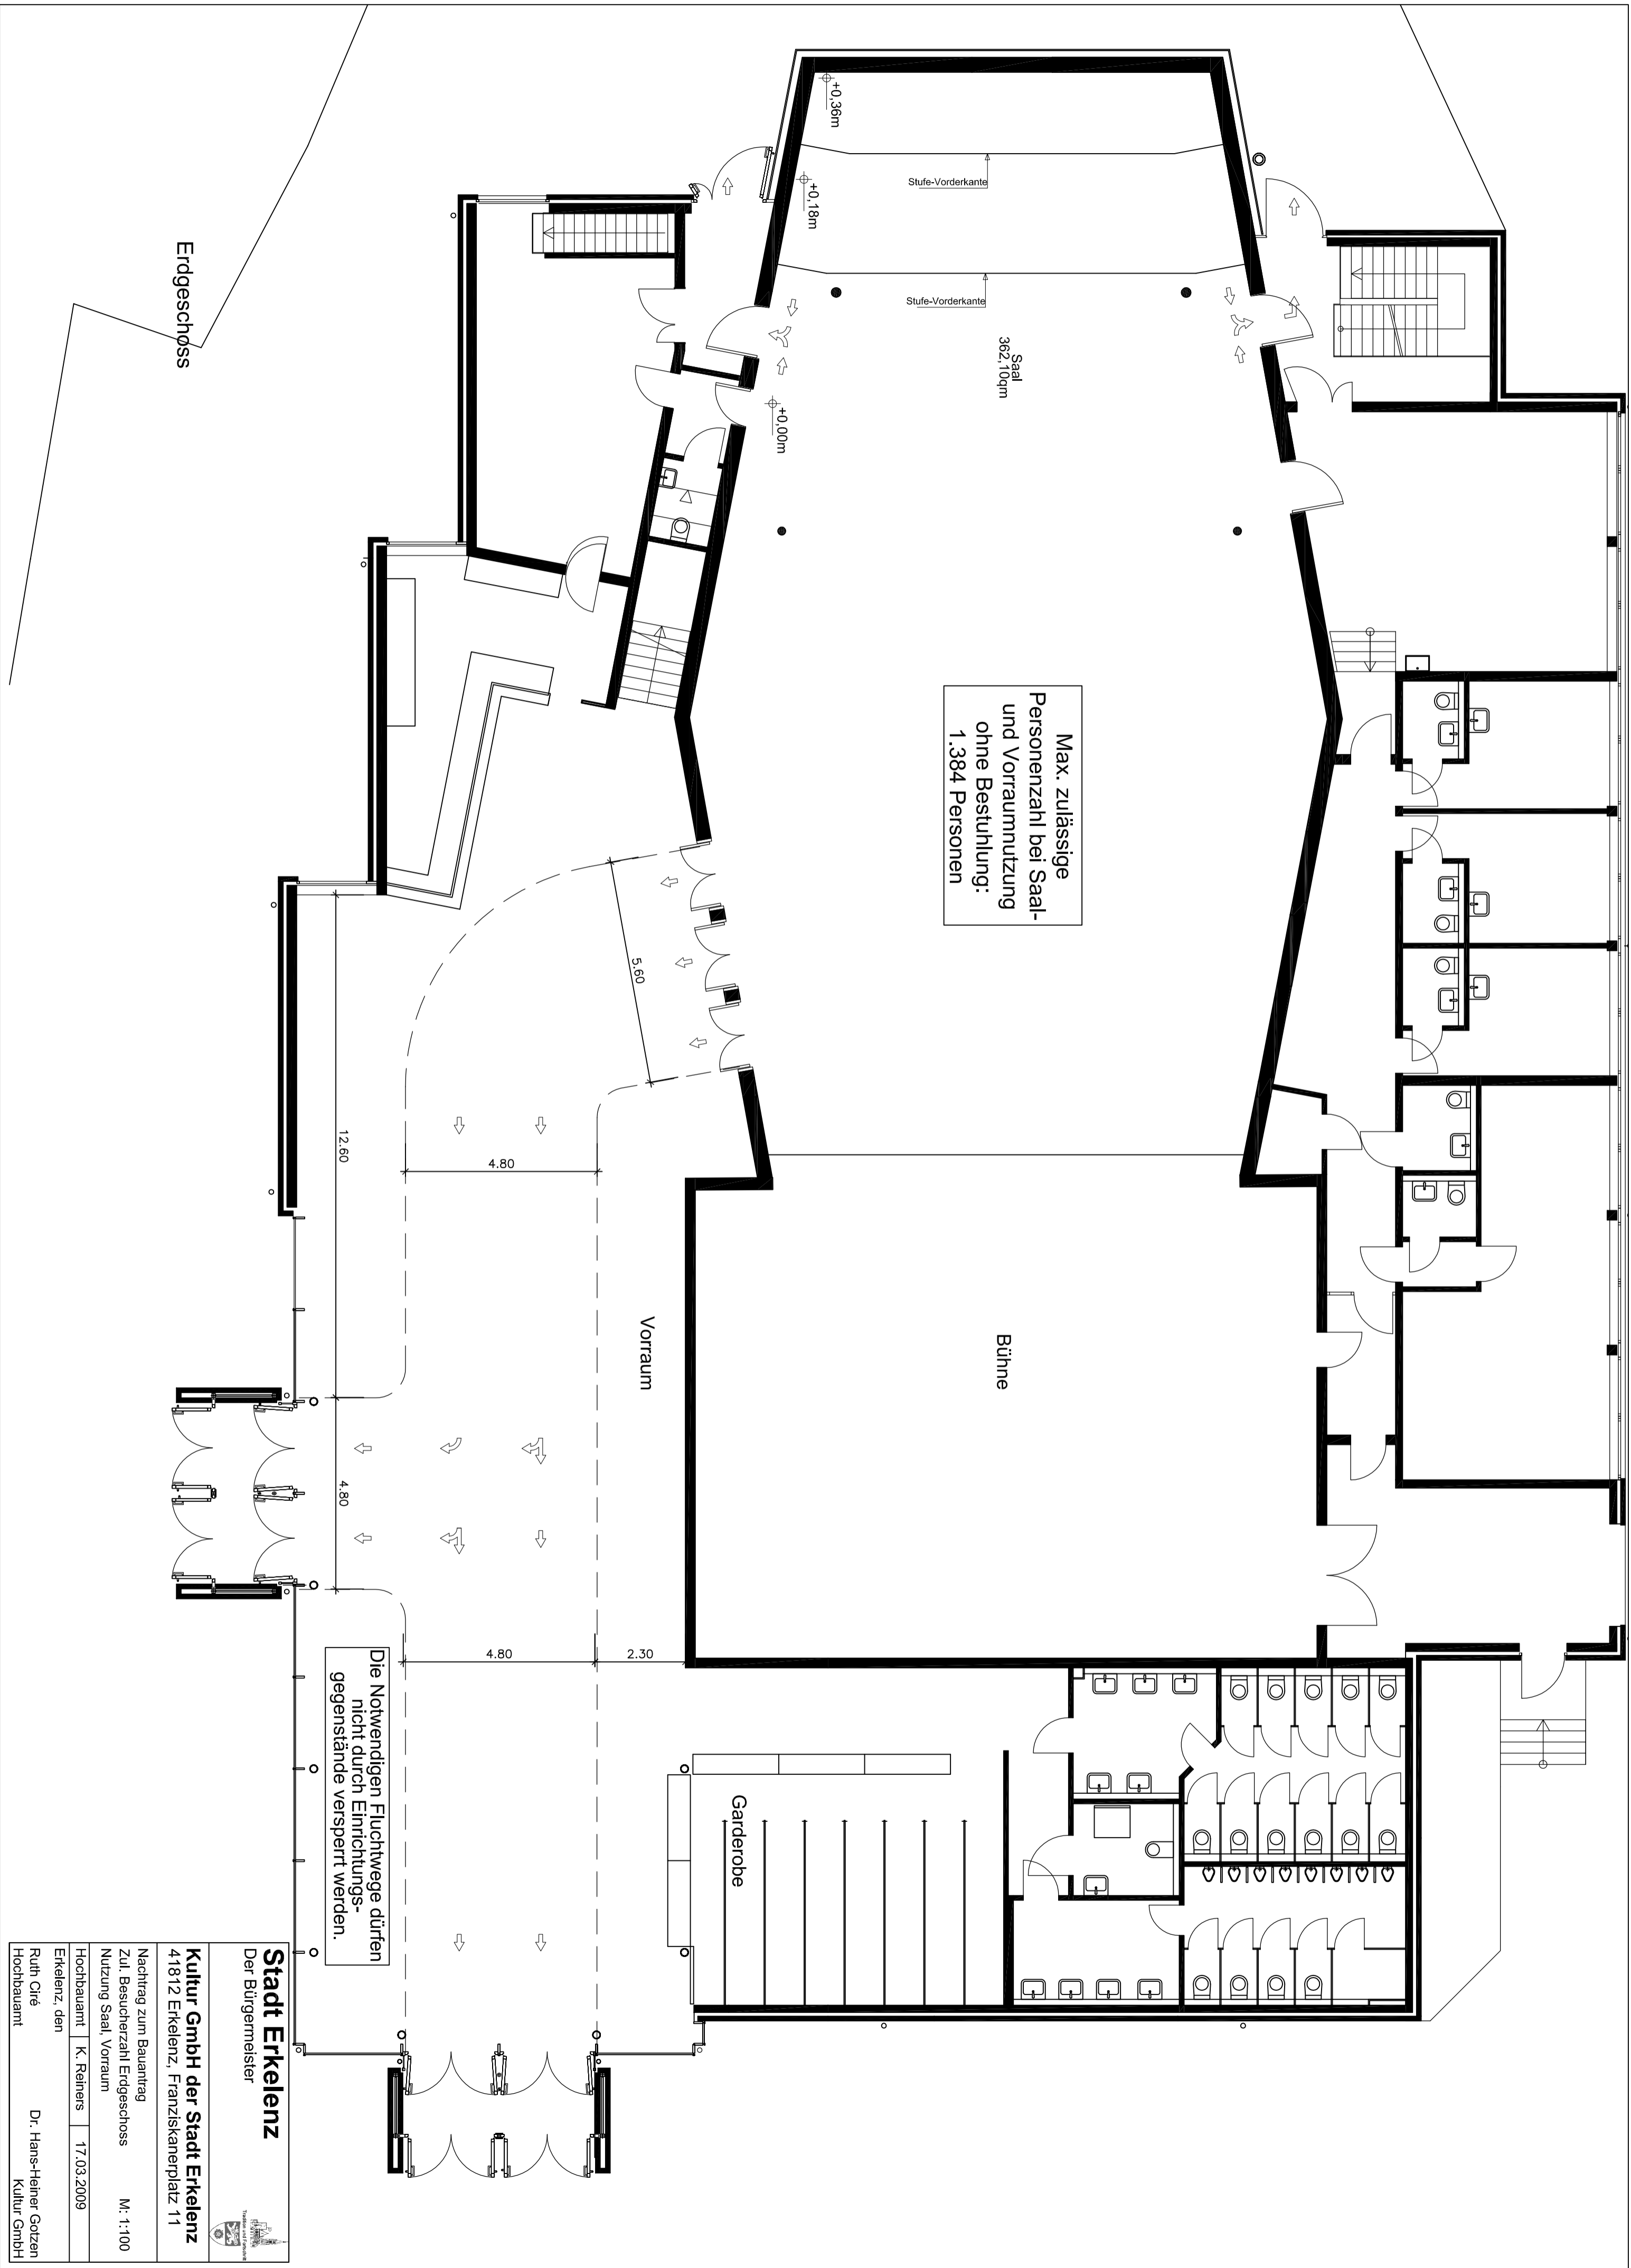 Erdgeschoss
+0,36m
+0,18m
+0,00m
Stufe-Vorderkante
Stufe-Vorderkante
Saal
362,10qm
Max. zulässige
Personenzahl bei Saal-
und Vorraumnutzung
ohne Bestuhlung:
1.384 Personen
5.60
12.60
4.80
4.80
4.80
2.30
Vorraum
Bühne
Garderobe
Die Notwendigen Fluchtwege dürfen
nicht durch Einrichtungs-
gegenstände versperrt werden.
Stadt Erkelenz
Der Bürgermeister
Tradition und Fortschritt
Kultur GmbH der Stadt Erkelenz
41812 Erkelenz, Franziskanerplatz 11
Nachtrag zum Bauantrag
Zul. Besucherzahl Erdgeschoss M: 1:100
Nutzung Saal, Vorraum
Hochbauamt K. Reiners 17.03.2009
Erkelenz, den
Ruth Ciré Dr. Hans-Heiner Gotzen
Hochbauamt Kultur GmbH